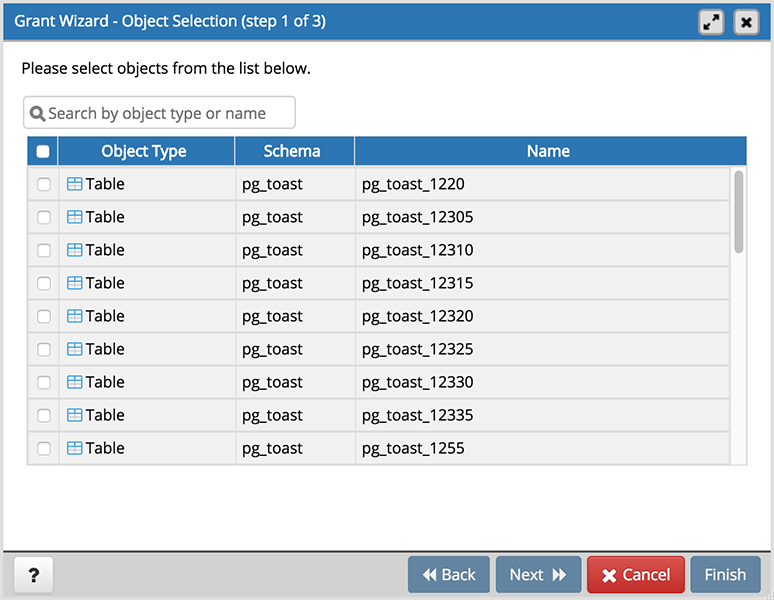 Grant Wizard - Object Selection (step 1 of 3)
Please select objects from the list below.
Search by object type or name
Object Type Schema Name
Table pg_toast pg_toast_1220
Table pg_toast pg_toast_12305
Table pg_toast pg_toast_12310
Table pg_toast pg_toast_12315
Table pg_toast pg_toast_12320
Table pg_toast pg_toast_12325
Table pg_toast pg_toast_12330
Table pg_toast pg_toast_12335
Table pg_toast pg_toast_1255
? Back Next Cancel Finish